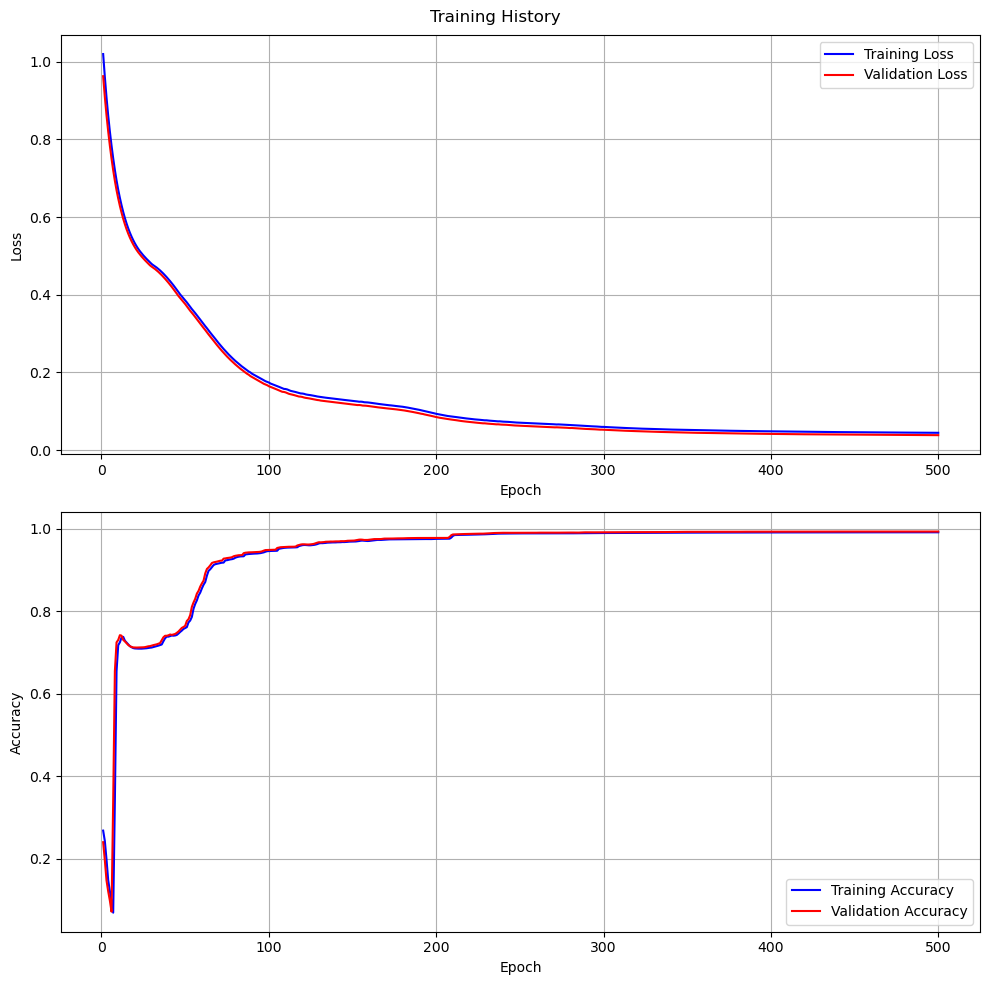 Training History
1.0
0.8
0.6
0.4
0.2
0.0
Loss
Training Loss
Validation Loss
0 100 200 300 400 500
Epoch
1.0
0.8
0.6
0.4
0.2
Accuracy
Training Accuracy
Validation Accuracy
0 100 200 300 400 500
Epoch